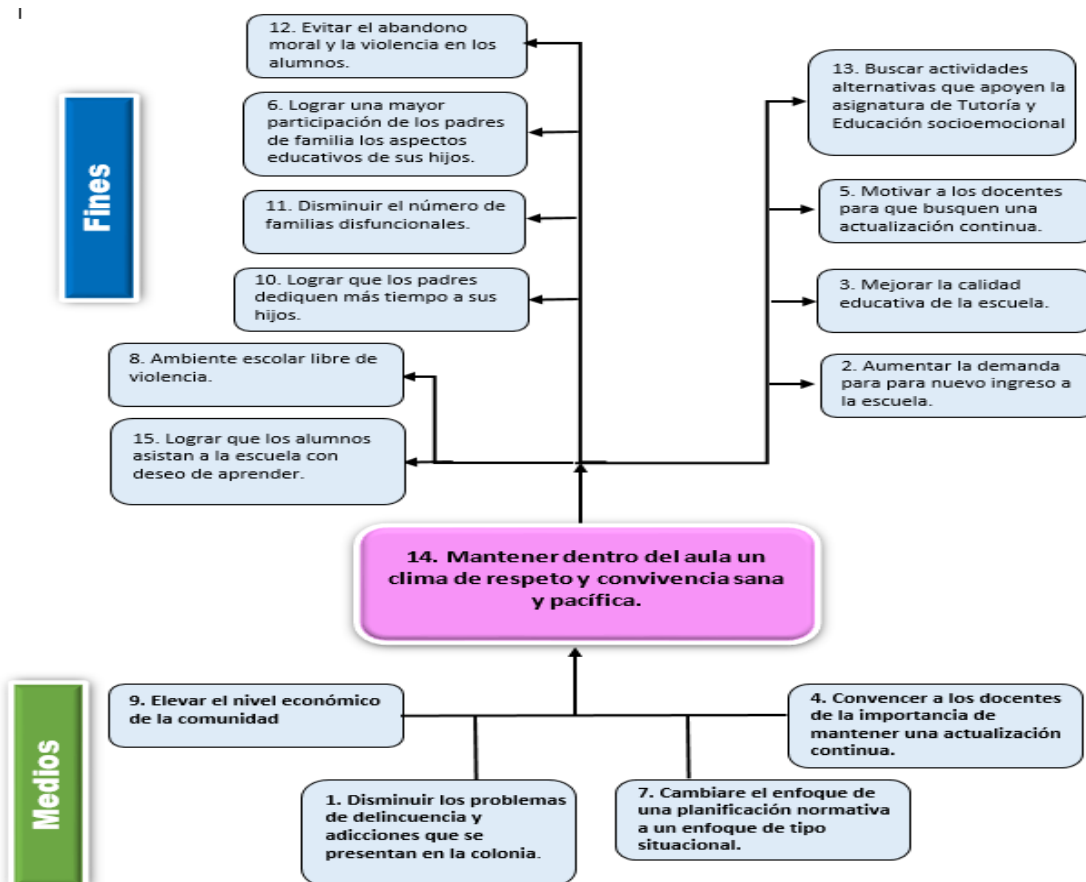 12. Evitar el abandono
moral y la violencia en los
alumnos.
6. Lograr una mayor
participación de los padres
de familia los aspectos
educativos de sus hijos.
11. Disminuir el número de
familias disfuncionales.
10. Lograr que los padres
dediquen más tiempo a sus
hijos.
8. Ambiente escolar libre de
violencia.
15. Lograr que los alumnos
asistan a la escuela con
deseo de aprender.
13. Buscar actividades
alternativas que apoyen la
asignatura de Tutoría y
Educación socioemocional
5. Motivar a los docentes
para que busquen una
actualización continua.
3. Mejorar la calidad
educativa de la escuela.
2. Aumentar la demanda
para para nuevo ingreso a
la escuela.
Fines
14. Mantener dentro del aula un
clima de respeto y convivencia sana
y pacífica.
9. Elevar el nivel económico
de la comunidad
4. Convencer a los docentes
de la importancia de
mantener una actualización
continua.
1. Disminuir los problemas
de delincuencia y
adicciones que se
presentan en la colonia.
7. Cambiare el enfoque de
una planificación normativa
a un enfoque de tipo
situacional.
Medios